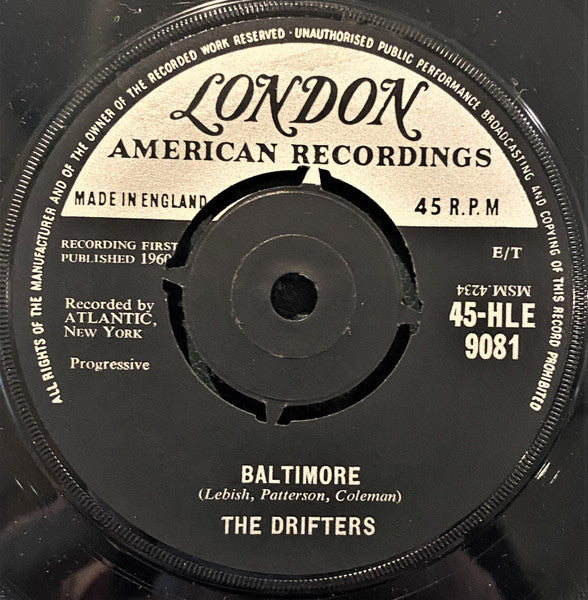 ALL RIGHTS OF THE MANUFACTURER AND OF THE OWNER OF THE RECORDED WORK RESERVED · UNAUTHORISED PUBLIC PERFORMANCE BROADCASTING AND COPYING OF THIS RECORD PROHIBITED
LONDON
AMERICAN RECORDINGS
MADE IN ENGLAND
45 R.P.M
RECORDING FIRST
PUBLISHED 1960
E/T
Recorded by
ATLANTIC,
NEW YORK
MSM.4234
45-HLE
9081
Progressive
BALTIMORE
(Lebish, Patterson, Coleman)
THE DRIFTERS